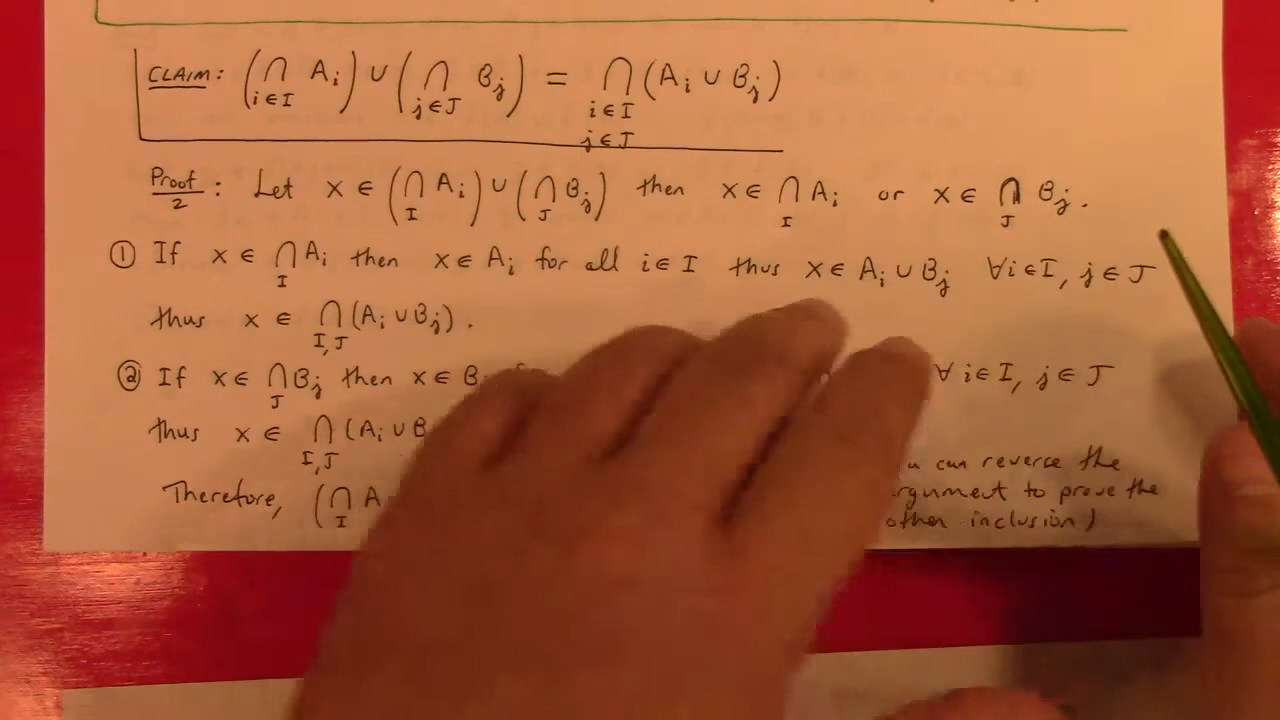 CLAIM: (⋂_{i∈I} A_i) ∪ (⋂_{j∈J} B_j) = ⋂_{i∈I j∈J} (A_i ∪ B_j)
Proof/2: Let x ∈ (⋂_I A_i) ∪ (⋂_J B_j) then x ∈ ⋂_I A_i or x ∈ ⋂_J B_j.
① If x ∈ ⋂_I A_i then x ∈ A_i for all i ∈ I thus x ∈ A_i ∪ B_j ∀ i ∈ I, j ∈ J
thus x ∈ ⋂_{I,J} (A_i ∪ B_j).
② If x ∈ ⋂_J B_j then x ∈ B ∀ i ∈ I, j ∈ J
thus x ∈ ⋂_{I,J} (A_i ∪ B
can reverse the
Therefore, (⋂_I A
to prove the
other inclusion)